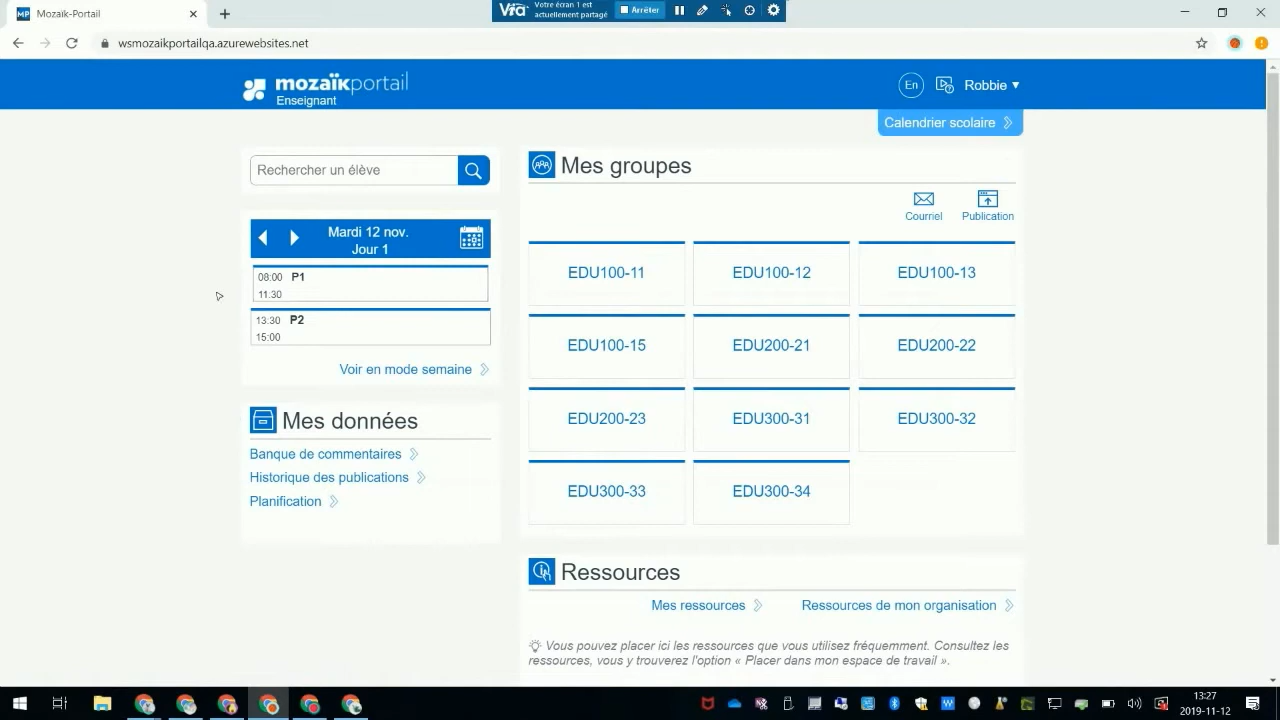 Mozaïk-Portail
Via
Votre écran 1 est
actuellement partagé
Arrêter
wsmozaikportailqa.azurewebsites.net
mozaïkportail
Enseignant
En
Robbie
Calendrier scolaire
Rechercher un élève
Mes groupes
Courriel
Publication
Mardi 12 nov.
Jour 1
08:00 P1
11:30
13:30 P2
15:00
Voir en mode semaine
EDU100-11
EDU100-12
EDU100-13
EDU100-15
EDU200-21
EDU200-22
EDU200-23
EDU300-31
EDU300-32
EDU300-33
EDU300-34
Mes données
Banque de commentaires
Historique des publications
Planification
Ressources
Mes ressources
Ressources de mon organisation
Vous pouvez placer ici les ressources que vous utilisez fréquemment. Consultez les
ressources, vous y trouverez l'option « Placer dans mon espace de travail ».
13:27
2019-11-12